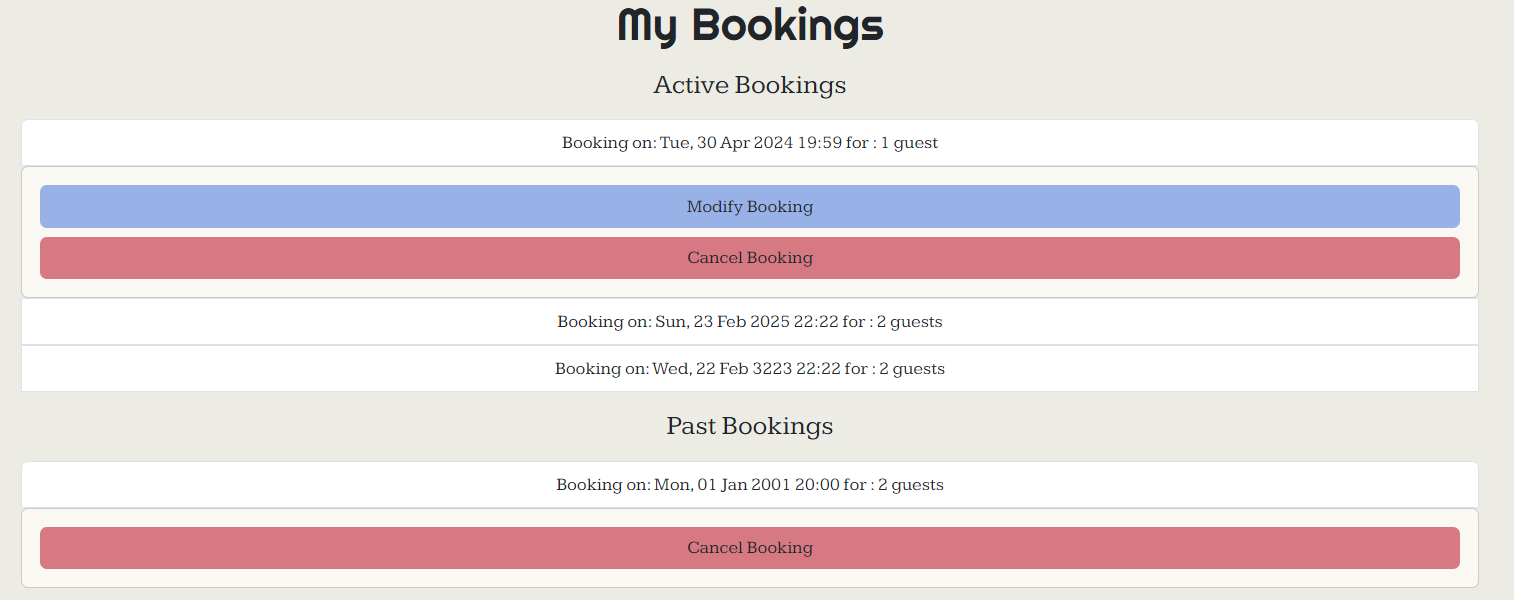 My Bookings
Active Bookings
Booking on: Tue, 30 Apr 2024 19:59 for : 1 guest
Modify Booking
Cancel Booking
Booking on: Sun, 23 Feb 2025 22:22 for : 2 guests
Booking on: Wed, 22 Feb 3223 22:22 for : 2 guests
Past Bookings
Booking on: Mon, 01 Jan 2001 20:00 for : 2 guests
Cancel Booking